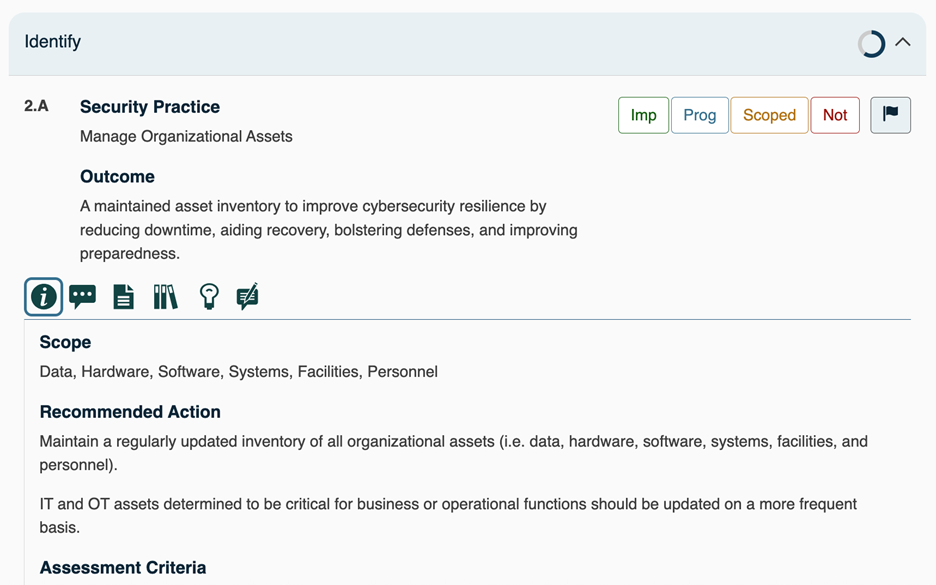 Identify
2.A
Security Practice
Imp
Prog
Scoped
Not
Manage Organizational Assets
Outcome
A maintained asset inventory to improve cybersecurity resilience by
reducing downtime, aiding recovery, bolstering defenses, and improving
preparedness.
Scope
Data, Hardware, Software, Systems, Facilities, Personnel
Recommended Action
Maintain a regularly updated inventory of all organizational assets (i.e. data, hardware, software, systems, facilities, and
personnel).
IT and OT assets determined to be critical for business or operational functions should be updated on a more frequent
basis.
Assessment Criteria